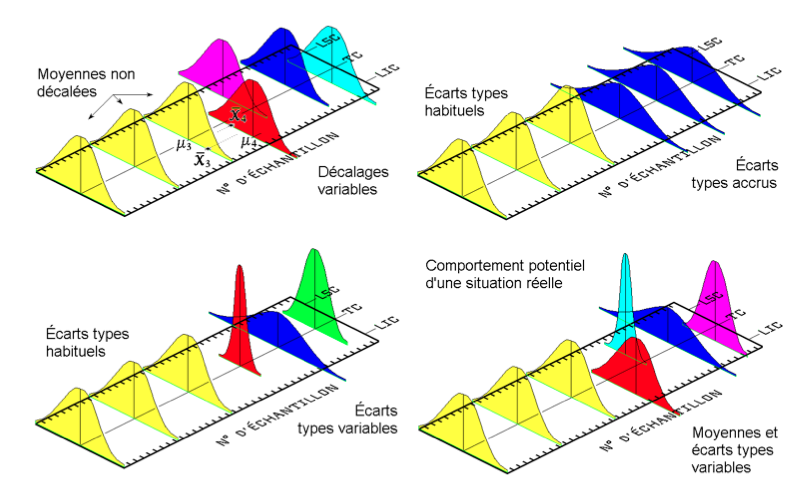 Moyennes non
décalées
LSC
TC
LIC
X̄₄
μ₃
X̄₃
μ₄
N° D'ÉCHANTILLON
Décalages
variables
Écarts types
habituels
LSC
TC
LIC
N° D'ÉCHANTILLON
Écarts
types accrus
Écarts types
habituels
LSC
TC
LIC
N° D'ÉCHANTILLON
Écarts
types variables
Comportement potentiel
d'une situation réelle
LSC
TC
LIC
N° D'ÉCHANTILLON
Moyennes et
écarts types
variables